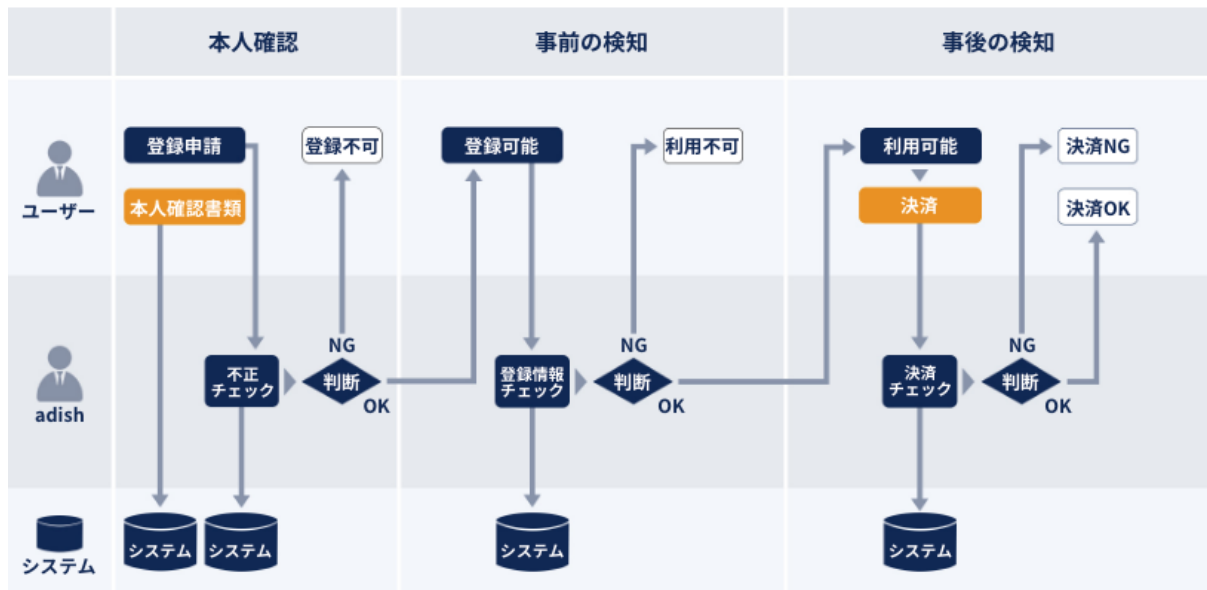 本人確認
事前の検知
事後の検知
登録申請
登録不可
登録可能
利用不可
利用可能
決済NG
本人確認書類
決済
決済OK
ユーザー
NG
NG
NG
不正
チェック
判断
登録情報
チェック
判断
決済
チェック
判断
OK
OK
OK
adish
システム
システム
システム
システム
システム